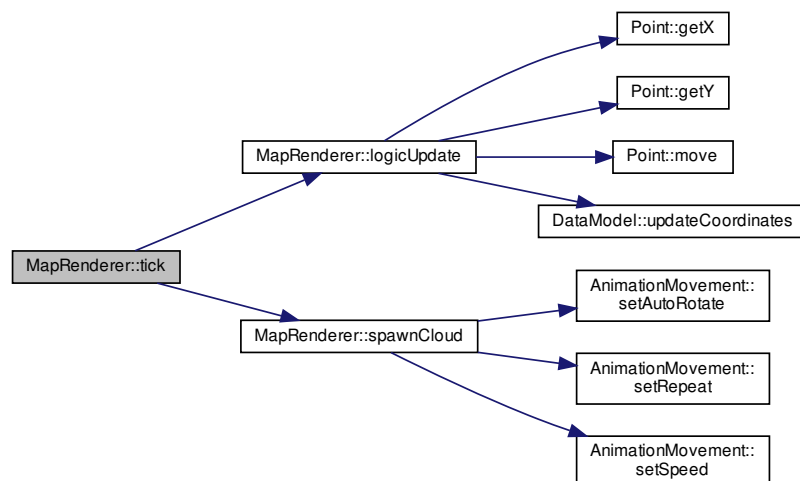 Point::getX
Point::getY
MapRenderer::logicUpdate
Point::move
DataModel::updateCoordinates
MapRenderer::tick
AnimationMovement::
setAutoRotate
MapRenderer::spawnCloud
AnimationMovement::
setRepeat
AnimationMovement::
setSpeed